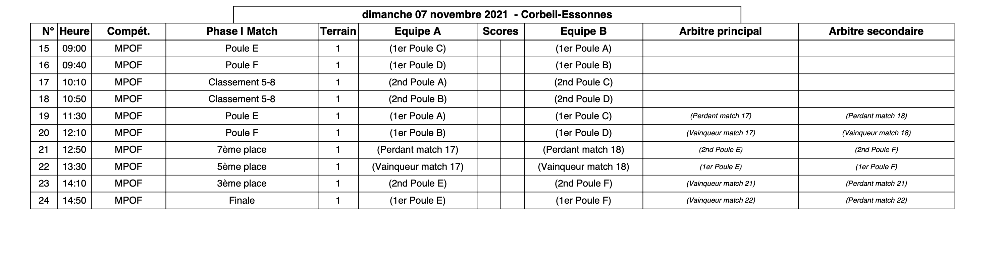 dimanche 07 novembre 2021 - Corbeil-Essonnes
N° Heure Compét. Phase | Match Terrain Equipe A Scores Equipe B Arbitre principal Arbitre secondaire
15 09:00 MPOF Poule E 1 (1er Poule C) (1er Poule A)
16 09:40 MPOF Poule F 1 (1er Poule D) (1er Poule B)
17 10:10 MPOF Classement 5-8 1 (2nd Poule A) (2nd Poule C)
18 10:50 MPOF Classement 5-8 1 (2nd Poule B) (2nd Poule D)
19 11:30 MPOF Poule E 1 (1er Poule A) (1er Poule C) (Perdant match 17) (Perdant match 18)
20 12:10 MPOF Poule F 1 (1er Poule B) (1er Poule D) (Vainqueur match 17) (Vainqueur match 18)
21 12:50 MPOF 7ème place 1 (Perdant match 17) (Perdant match 18) (2nd Poule E) (2nd Poule F)
22 13:30 MPOF 5ème place 1 (Vainqueur match 17) (Vainqueur match 18) (1er Poule E) (1er Poule F)
23 14:10 MPOF 3ème place 1 (2nd Poule E) (2nd Poule F) (Vainqueur match 21) (Perdant match 21)
24 14:50 MPOF Finale 1 (1er Poule E) (1er Poule F) (Vainqueur match 22) (Perdant match 22)